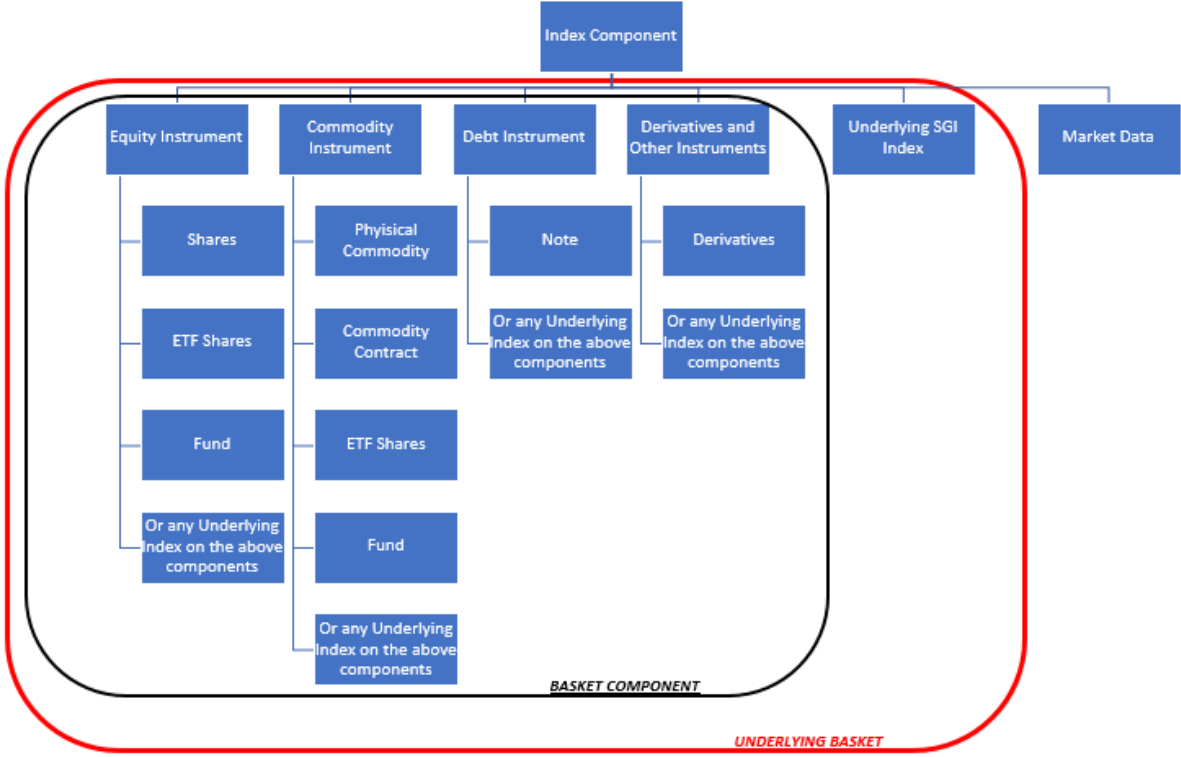 Index Component
Equity Instrument
Commodity
Instrument
Debt Instrument
Derivatives and
Other Instruments
Underlying SGI
Index
Market Data
Shares
ETF Shares
Fund
Or any Underlying
Index on the above
components
Phyisical
Commodity
Commodity
Contract
ETF Shares
Fund
Or any Underlying
Index on the above
components
Note
Or any Underlying
Index on the above
components
Derivatives
Or any Underlying
Index on the above
components
BASKET COMPONENT
UNDERLYING BASKET